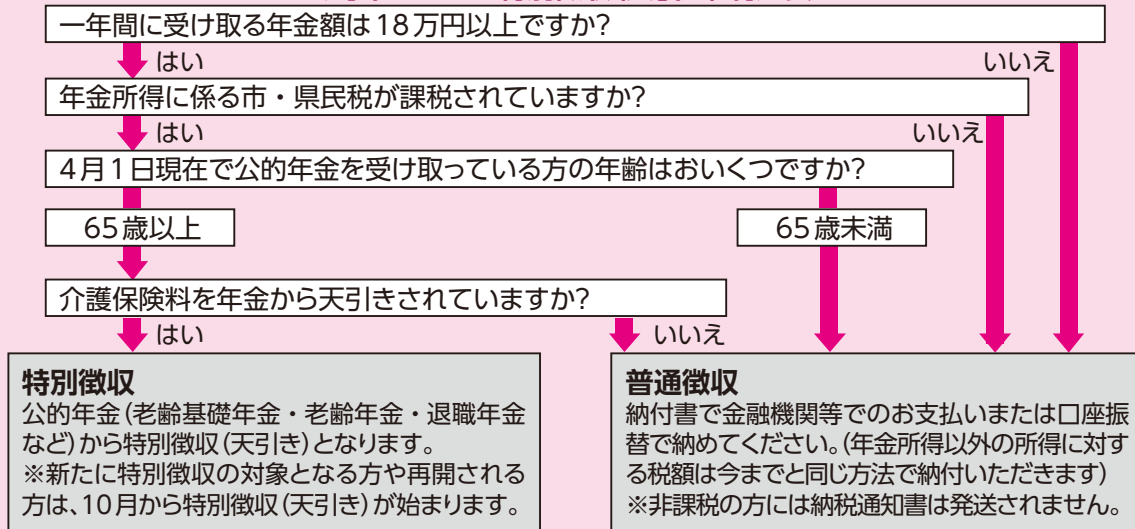 一年間に受け取る年金額は18万円以上ですか?
はい
いいえ
年金所得に係る市・県民税が課税されていますか?
はい
いいえ
4月1日現在で公的年金を受け取っている方の年齢はおいくつですか?
65歳以上
65歳未満
介護保険料を年金から天引きされていますか?
はい
いいえ
特別徴収
公的年金(老齢基礎年金・老齢年金・退職年金
など)から特別徴収(天引き)となります。
※新たに特別徴収の対象となる方や再開される
方は、10月から特別徴収(天引き)が始まります。
普通徴収
納付書で金融機関等でのお支払いまたは口座振
替で納めてください。(年金所得以外の所得に対す
る税額は今までと同じ方法で納付いただきます)
※非課税の方には納税通知書は発送されません。